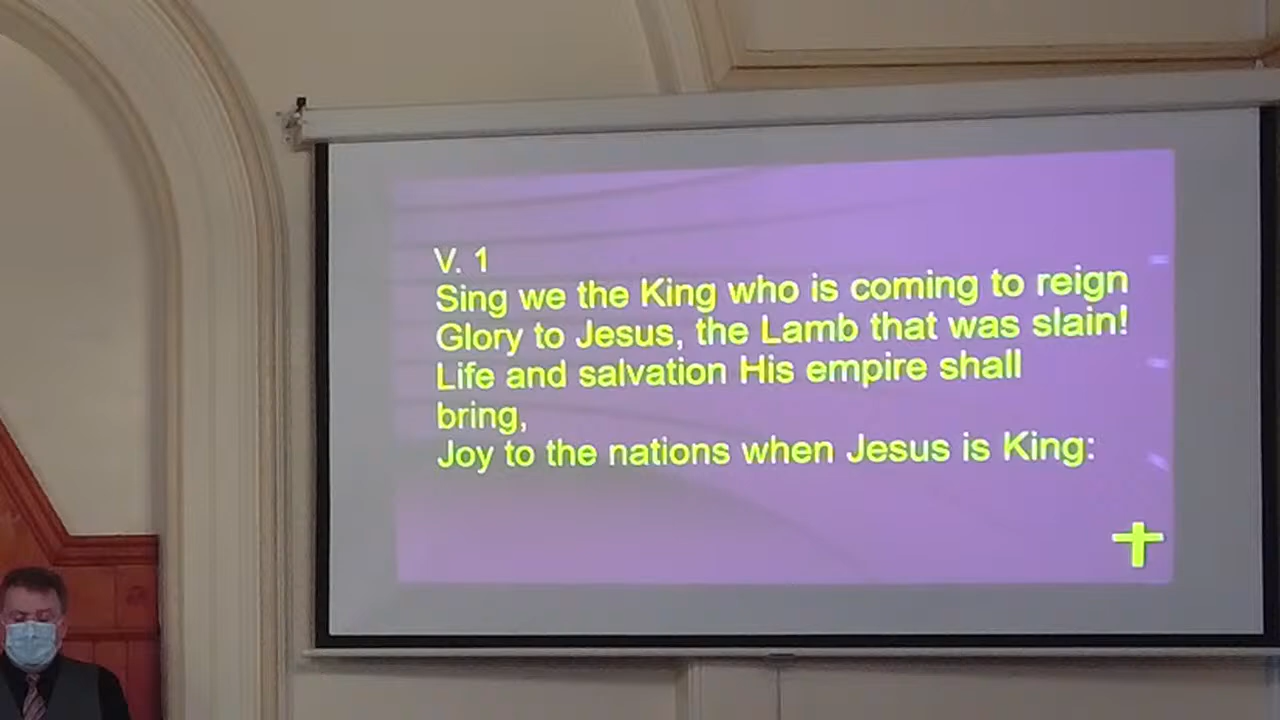 V. 1
Sing we the King who is coming to reign
Glory to Jesus, the Lamb that was slain!
Life and salvation His empire shall
bring,
Joy to the nations when Jesus is King: